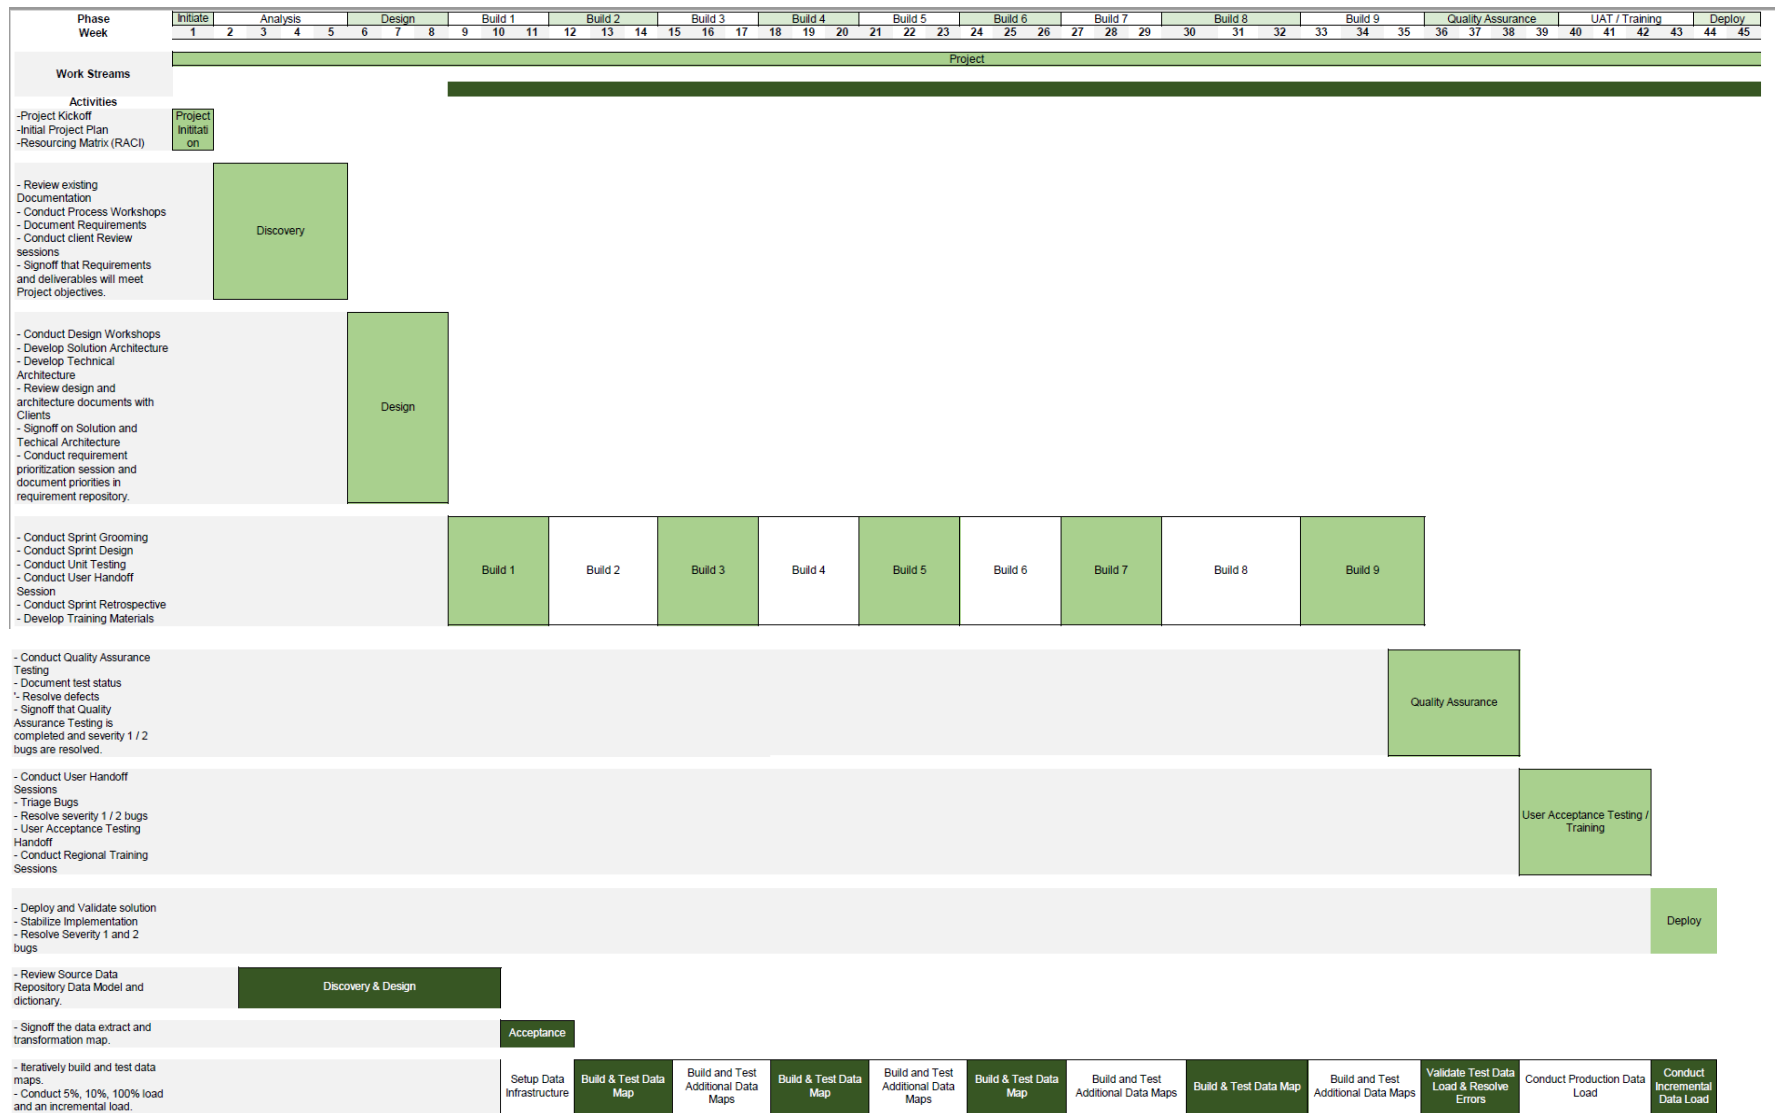 Phase Initiate Analysis Design Build 1 Build 2 Build 3 Build 4 Build 5 Build 6 Build 7 Build 8 Build 9 Quality Assurance UAT / Training Deploy
Week 1 2 3 4 5 6 7 8 9 10 11 12 13 14 15 16 17 18 19 20 21 22 23 24 25 26 27 28 29 30 31 32 33 34 35 36 37 38 39 40 41 42 43 44 45
Project
Work Streams
Activities
-Project Kickoff
-Initial Project Plan
-Resourcing Matrix (RACI)
Project
Inititati
on
- Review existing
Documentation
- Conduct Process Workshops
- Document Requirements
- Conduct client Review
sessions
- Signoff that Requirements
and deliverables will meet
Project objectives.
Discovery
- Conduct Design Workshops
- Develop Solution Architecture
- Develop Technical
Architecture
- Review design and
architecture documents with
Clients
- Signoff on Solution and
Techical Architecture
- Conduct requirement
prioritization session and
document priorities in
requirement repository.
Design
- Conduct Sprint Grooming
- Conduct Sprint Design
- Conduct Unit Testing
- Conduct User Handoff
Session
- Conduct Sprint Retrospective
- Develop Training Materials
Build 1 Build 2 Build 3 Build 4 Build 5 Build 6 Build 7 Build 8 Build 9
- Conduct Quality Assurance
Testing
- Document test status
'- Resolve defects
- Signoff that Quality
Assurance Testing is
completed and severity 1 / 2
bugs are resolved.
Quality Assurance
- Conduct User Handoff
Sessions
- Triage Bugs
- Resolve severity 1 / 2 bugs
- User Acceptance Testing
Handoff
- Conduct Regional Training
Sessions
User Acceptance Testing /
Training
- Deploy and Validate solution
- Stabilize Implementation
- Resolve Severity 1 and 2
bugs
Deploy
- Review Source Data
Repository Data Model and
dictionary.
Discovery & Design
- Signoff the data extract and
transformation map.
Acceptance
- Iteratively build and test data
maps.
- Conduct 5%, 10%, 100% load
and an incremental load.
Setup Data
Infrastructure
Build & Test Data
Map
Build and Test
Additional Data
Maps
Build & Test Data
Map
Build and Test
Additional Data
Maps
Build & Test Data
Map
Build and Test
Additional Data Maps
Build & Test Data Map
Build and Test
Additional Data Maps
Validate Test Data
Load & Resolve
Errors
Conduct Production Data
Load
Conduct
Incremental
Data Load